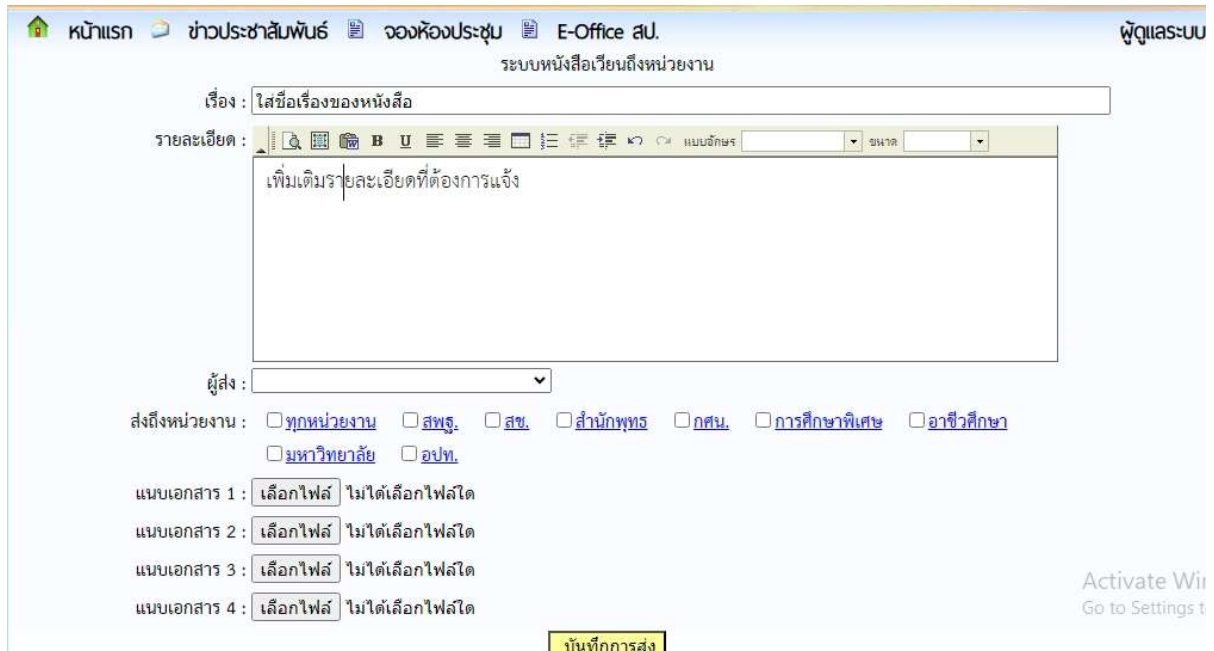 หน้าแรก ข่าวประชาสัมพันธ์ จองห้องประชุม E-Office สป. ผู้ดูแลระบบ
ระบบหนังสือเวียนถึงหน่วยงาน
เรื่อง : ใส่ชื่อเรื่องของหนังสือ
รายละเอียด : B U แบบอักษร ขนาด
เพิ่มเติมรายละเอียดที่ต้องการแจ้ง
ผู้ส่ง :
ส่งถึงหน่วยงาน : ทุกหน่วยงาน สพฐ. สช. สำนักพุทธ กศน. การศึกษาพิเศษ อาชีวศึกษา
มหาวิทยาลัย อปท.
แนบเอกสาร 1 : เลือกไฟล์ ไม่ได้เลือกไฟล์ใด
แนบเอกสาร 2 : เลือกไฟล์ ไม่ได้เลือกไฟล์ใด
แนบเอกสาร 3 : เลือกไฟล์ ไม่ได้เลือกไฟล์ใด
แนบเอกสาร 4 : เลือกไฟล์ ไม่ได้เลือกไฟล์ใด
Activate Wi
Go to Settings t
บันทึกการส่ง